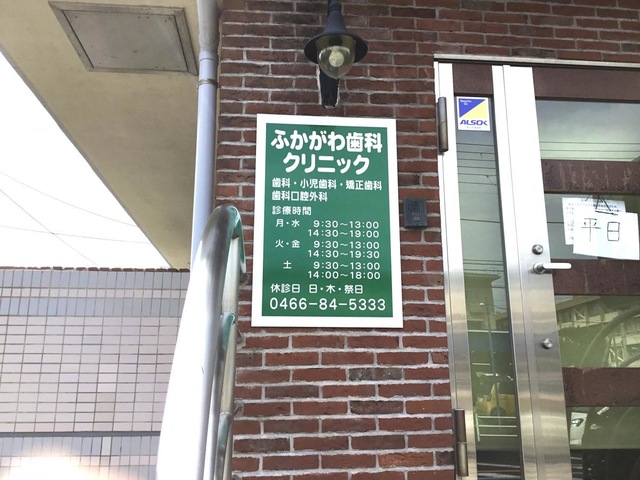 ふかがわ歯科
クリニック
歯科・小児歯科・矯正歯科
歯科口腔外科
診療時間
月・水 9:30〜13:00
14:30〜19:00
火・金 9:30〜13:00
14:30〜19:30
土 9:30〜13:00
14:00〜18:00
休診日 日・木・祭日
0466-84-5333
ALSOK
平日